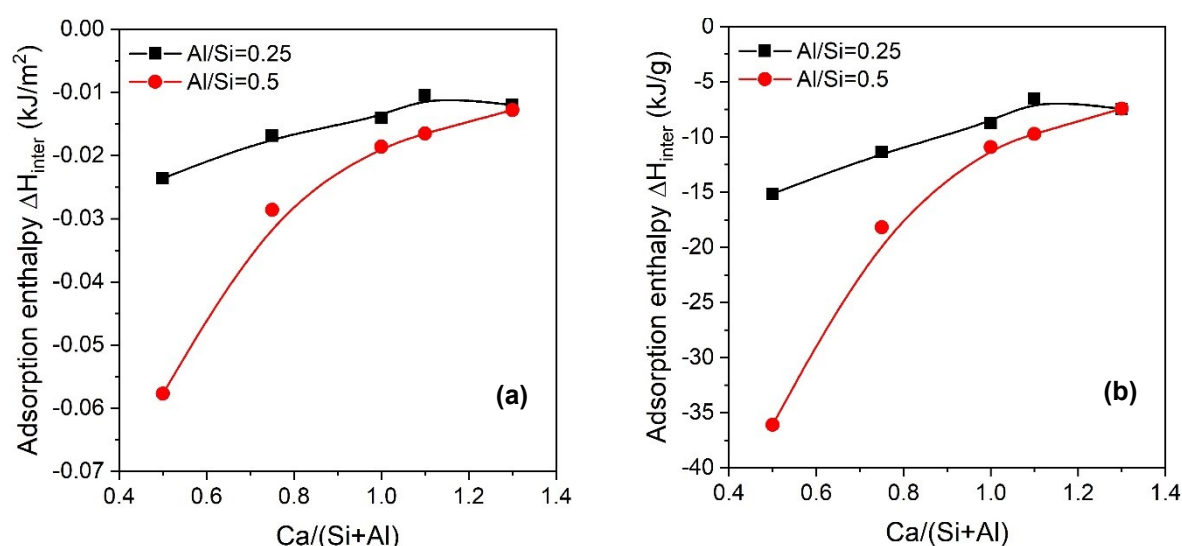 0.00
-0.01
-0.02
-0.03
-0.04
-0.05
-0.06
-0.07
0.4 0.6 0.8 1.0 1.2 1.4
Adsorption enthalpy ΔH_inter (kJ/m²)
Ca/(Si+Al)
Al/Si=0.25
Al/Si=0.5
(a)
0
-5
-10
-15
-20
-25
-30
-35
-40
0.4 0.6 0.8 1.0 1.2 1.4
Adsorption enthalpy ΔH_inter (kJ/g)
Ca/(Si+Al)
Al/Si=0.25
Al/Si=0.5
(b)